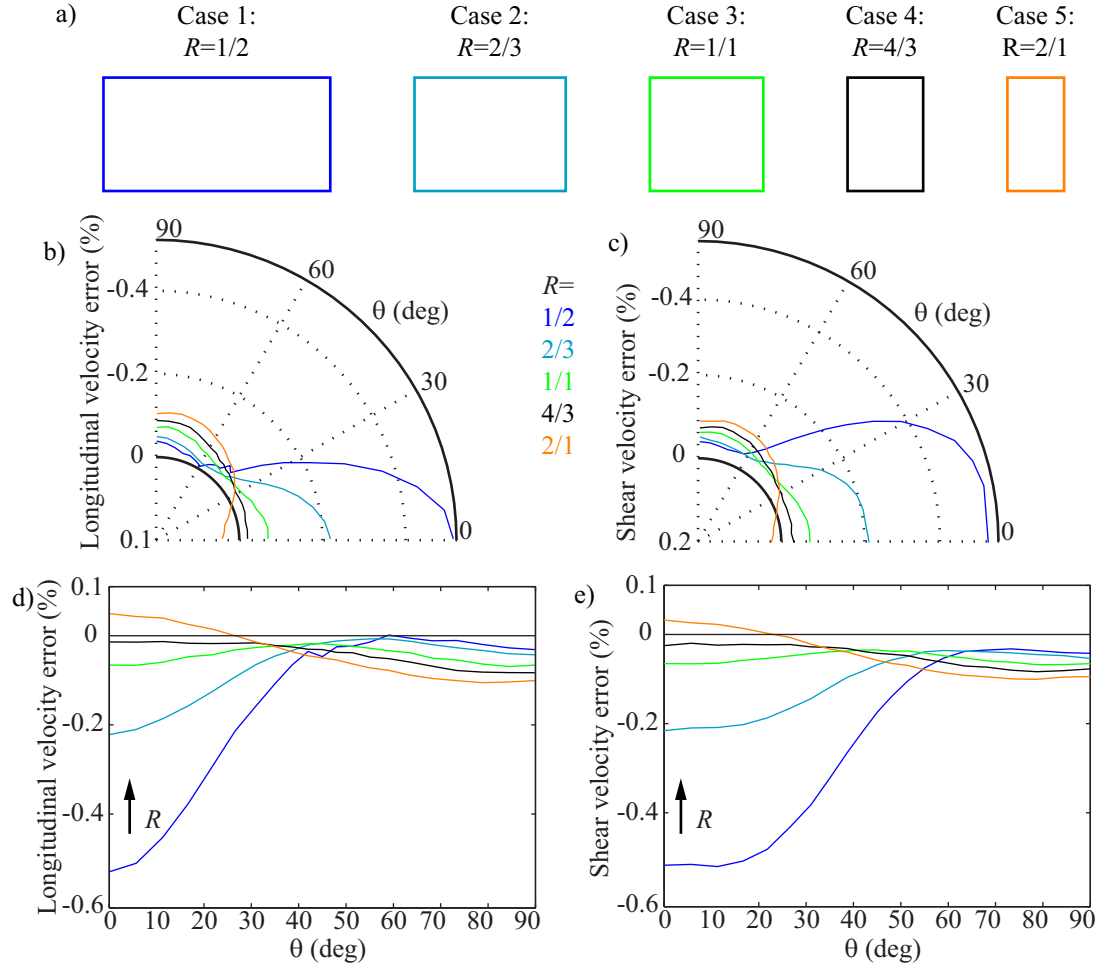 a)
Case 1: Case 2: Case 3: Case 4: Case 5:
R=1/2 R=2/3 R=1/1 R=4/3 R=2/1
b)
Longitudinal velocity error (%)
90
-0.4
-0.2
0
0.1
60
θ (deg)
30
0
R=
1/2
2/3
1/1
4/3
2/1
c)
Shear velocity error (%)
90
-0.4
-0.2
0
0.2
60
θ (deg)
30
0
d)
Longitudinal velocity error (%)
0.1
0
-0.2
-0.4
-0.6
R
0 10 20 30 40 50 60 70 80 90
θ (deg)
e)
Shear velocity error (%)
0.1
0
-0.2
-0.4
-0.6
R
0 10 20 30 40 50 60 70 80 90
θ (deg)